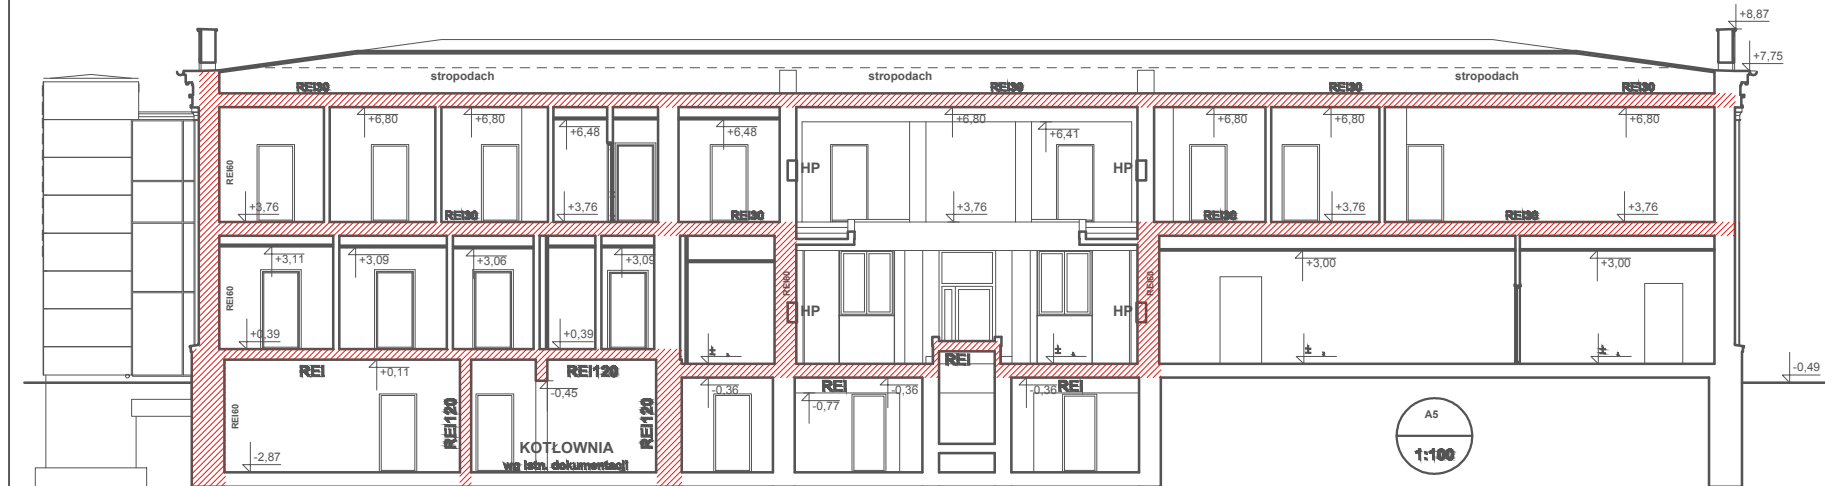 +8,87
+7,75
stropodach
stropodach
stropodach
REI30
REI30
REI30
REI30
+6,80
+6,80
+6,48
+6,48
+6,80
+6,41
+6,80
+6,80
+6,80
REI60
HP
HP
+3,76
+3,76
+3,76
+3,76
+3,76
REI30
REI30
REI30
REI30
+3,11
+3,09
+3,06
+3,09
+3,00
+3,00
REI60
REI60
REI60
HP
HP
+0,39
+0,39
REI
REI
+0,11
REI120
-0,45
-0,36
REI
-0,36
-0,77
-0,36
REI
-0,49
REI60
REI120
REI120
KOTŁOWNIA
wg istn. dokumentacji
-2,87
A5
1:100